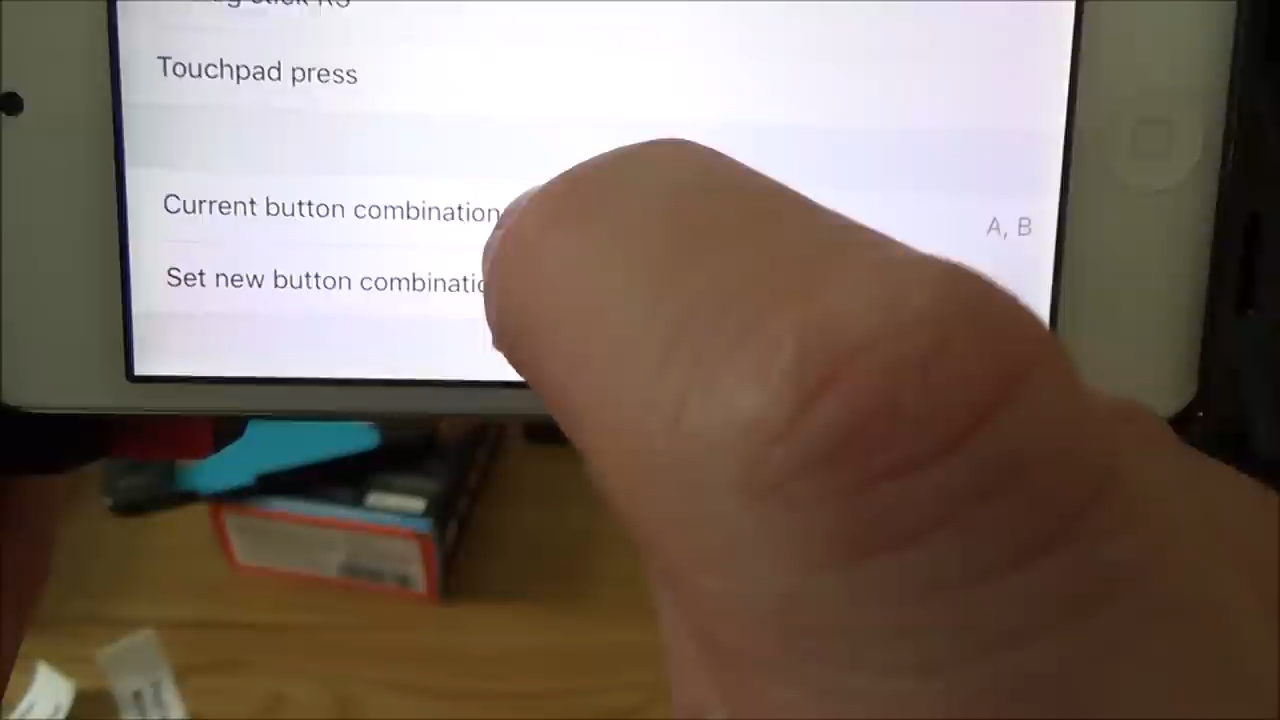 Touchpad press
Current button combination
A, B
Set new button combinatio